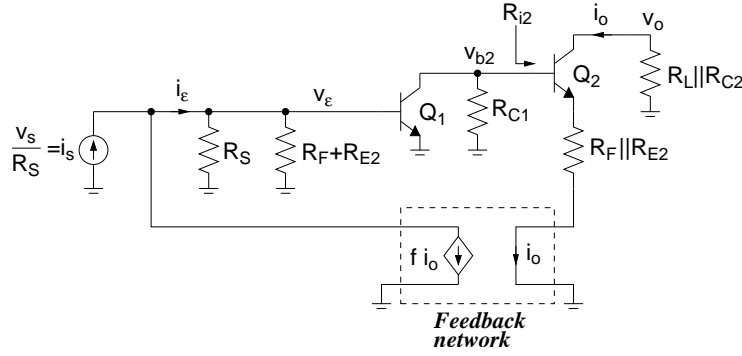 R_i2
i_o
v_o
v_b2
Q_2
R_L||R_C2
i_ε
v_ε
Q_1
R_C1
v_s
R_S
=i_s
R_S
R_F+R_E2
R_F||R_E2
f i_o
i_o
Feedback
network